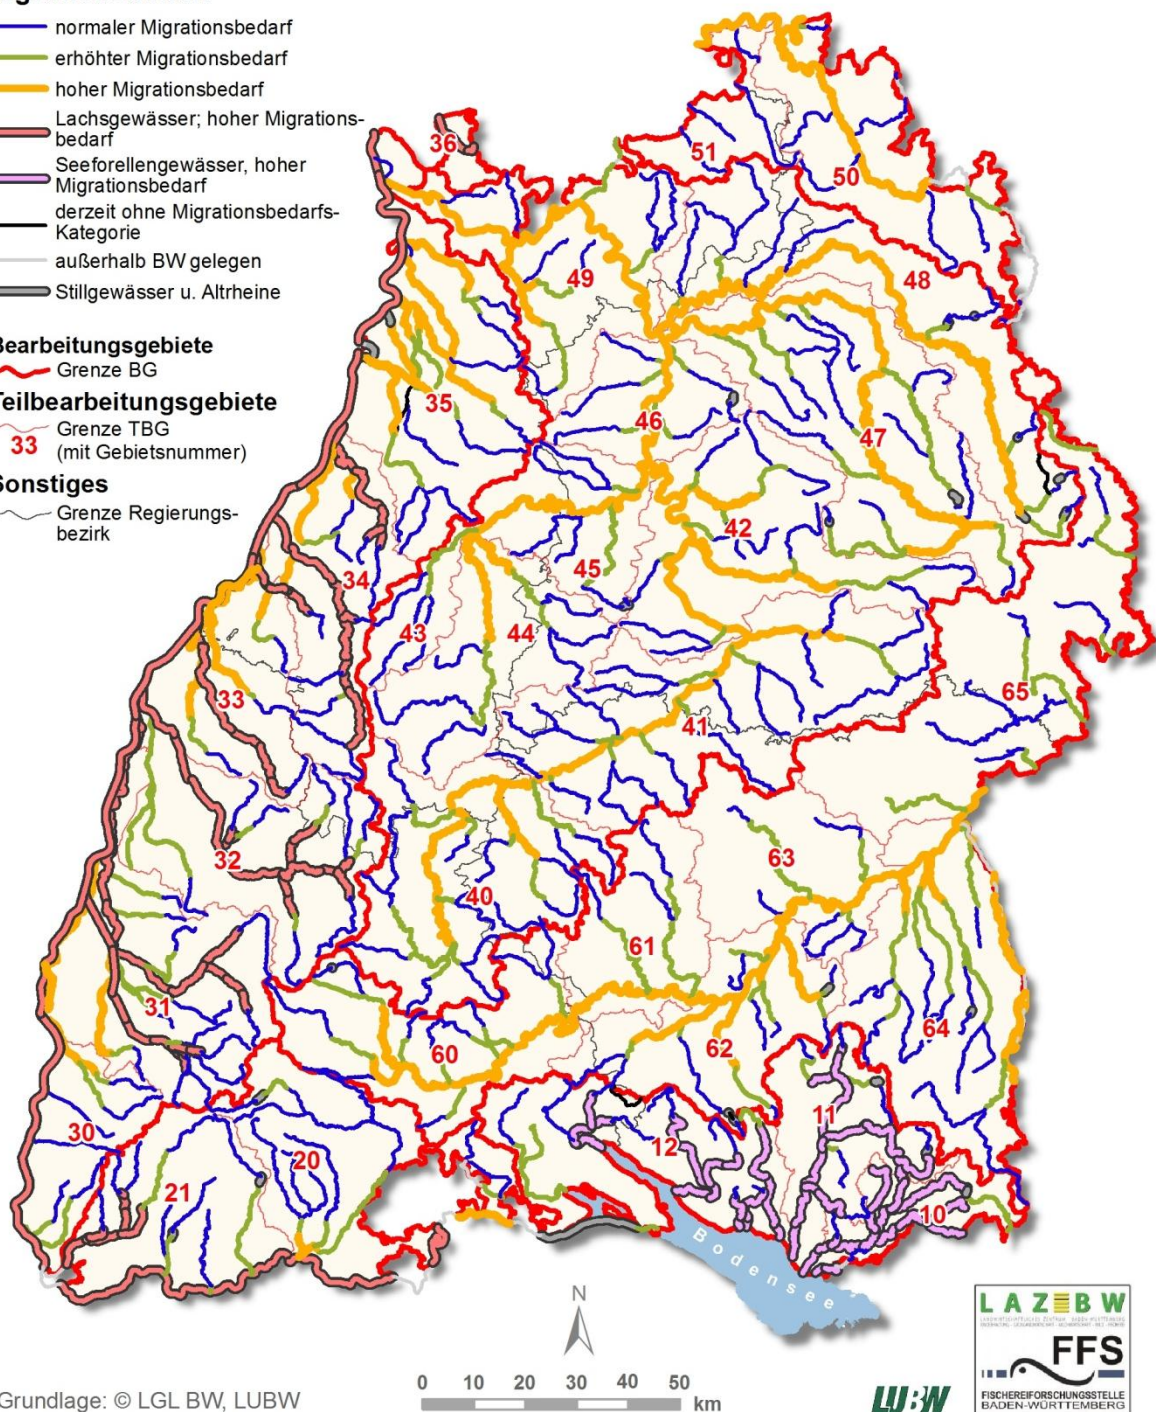 normaler Migrationsbedarf
erhöhter Migrationsbedarf
hoher Migrationsbedarf
Lachsgewässer; hoher Migrations-
bedarf
Seeforellengewässer, hoher
Migrationsbedarf
derzeit ohne Migrationsbedarfs-
Kategorie
außerhalb BW gelegen
Stillgewässer u. Altrheine
Bearbeitungsgebiete
Grenze BG
Teilbearbeitungsgebiete
Grenze TBG
33 (mit Gebietsnummer)
Sonstiges
Grenze Regierungs-
bezirk
36
51
50
49
48
35
46
47
42
45
34
43
44
33
65
41
32
63
40
61
31
64
60
62
11
30
12
20
21
10
Bodensee
N
0 10 20 30 40 50 km
Grundlage: © LGL BW, LUBW
LUBW
LAZBW
FFS
FISCHEREIFORSCHUNGSSTELLE
BADEN-WÜRTTEMBERG